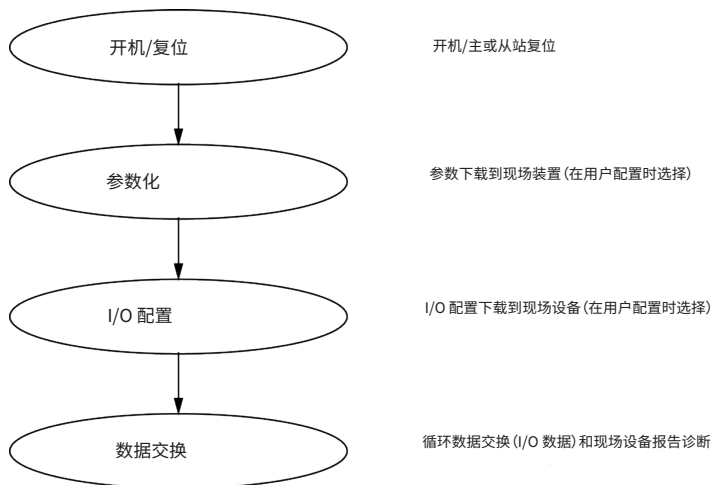 开机/复位
开机/主或从站复位
参数化
参数下载到现场装置(在用户配置时选择)
I/O 配置
I/O 配置下载到现场设备(在用户配置时选择)
数据交换
循环数据交换(I/O 数据)和现场设备报告诊断